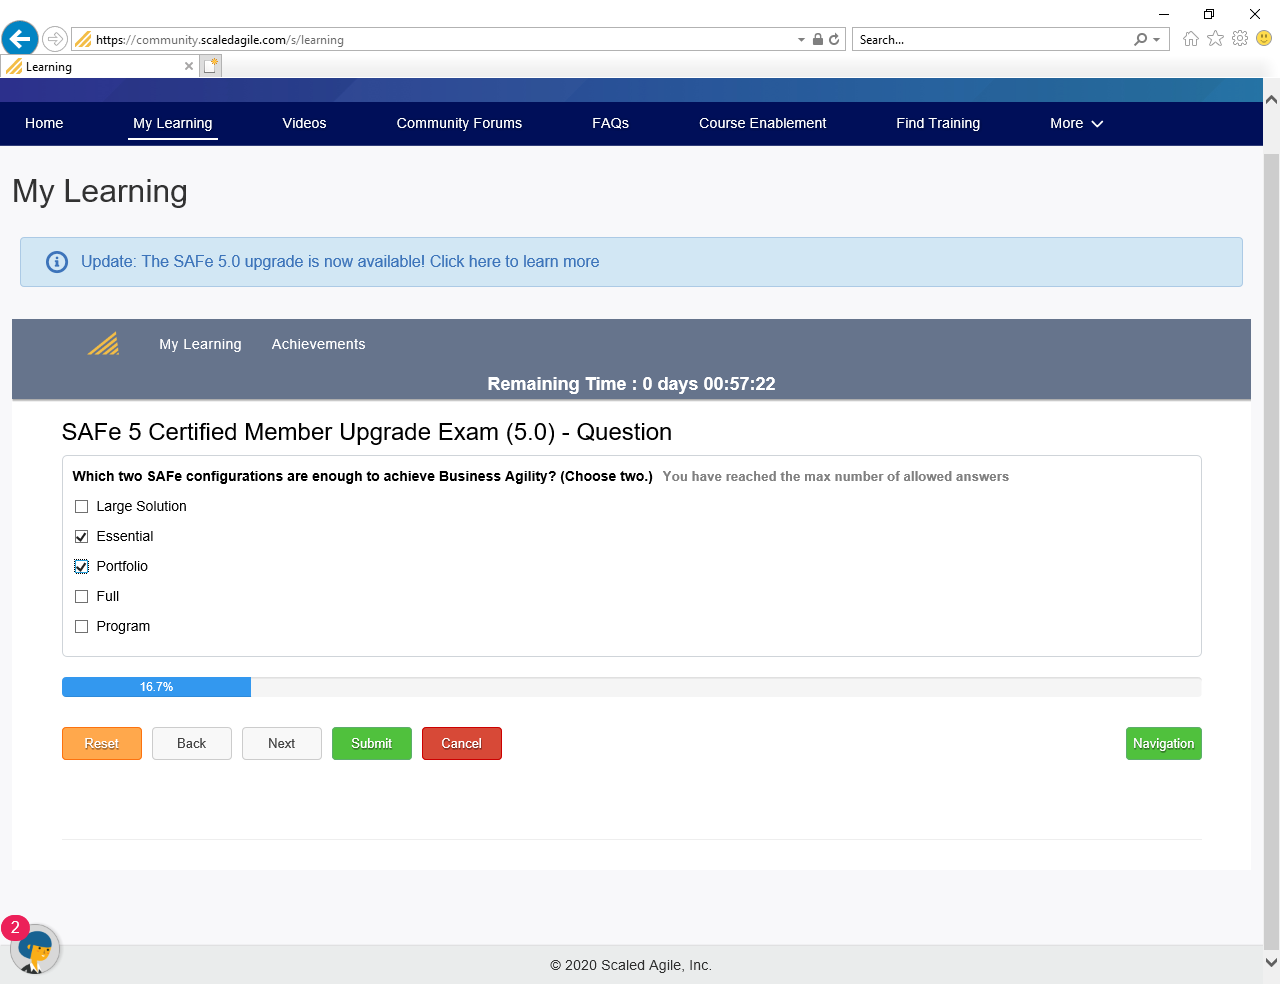 https://community.scaledagile.com/s/learning
Search...
Learning
Home My Learning Videos Community Forums FAQs Course Enablement Find Training More
My Learning
Update: The SAFe 5.0 upgrade is now available! Click here to learn more
My Learning Achievements
Remaining Time : 0 days 00:57:22
SAFe 5 Certified Member Upgrade Exam (5.0) - Question
Which two SAFe configurations are enough to achieve Business Agility? (Choose two.) You have reached the max number of allowed answers
Large Solution
Essential
Portfolio
Full
Program
16.7%
Reset Back Next Submit Cancel Navigation
2
© 2020 Scaled Agile, Inc.